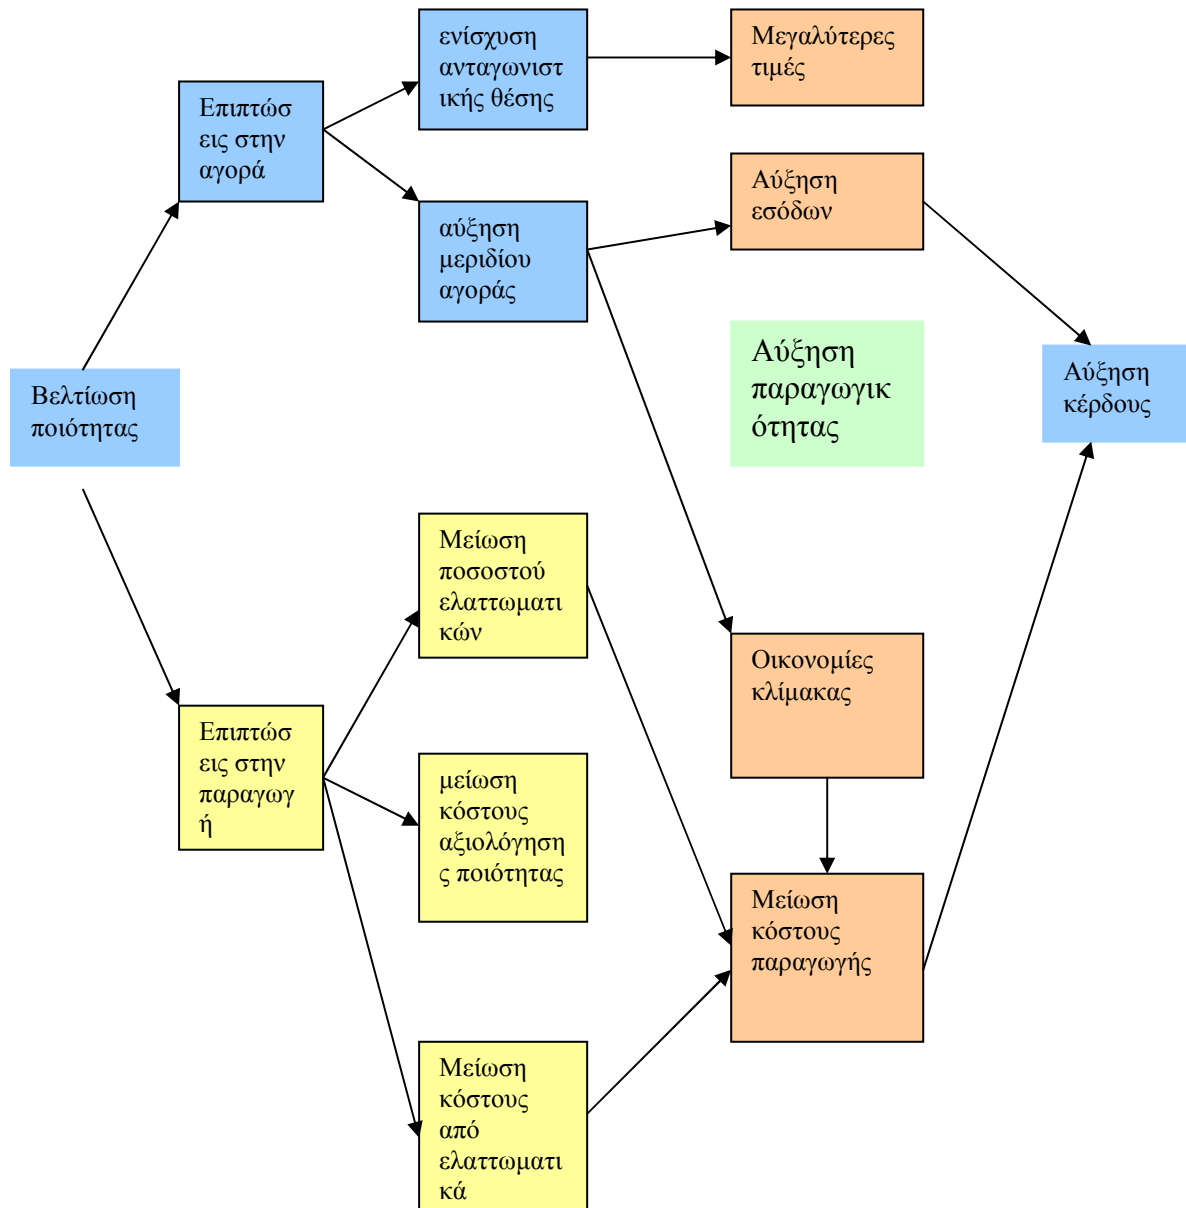 ενίσχυση
ανταγωνιστ
ικής θέσης
Μεγαλύτερες
τιμές
Επιπτώσ
εις στην
αγορά
Αύξηση
εσόδων
αύξηση
μεριδίου
αγοράς
Αύξηση
παραγωγικ
ότητας
Αύξηση
κέρδους
Βελτίωση
ποιότητας
Μείωση
ποσοστού
ελαττωματι
κών
Οικονομίες
κλίμακας
Επιπτώσ
εις στην
παραγωγ
ή
μείωση
κόστους
αξιολόγηση
ς ποιότητας
Μείωση
κόστους
παραγωγής
Μείωση
κόστους
από
ελαττωματι
κά